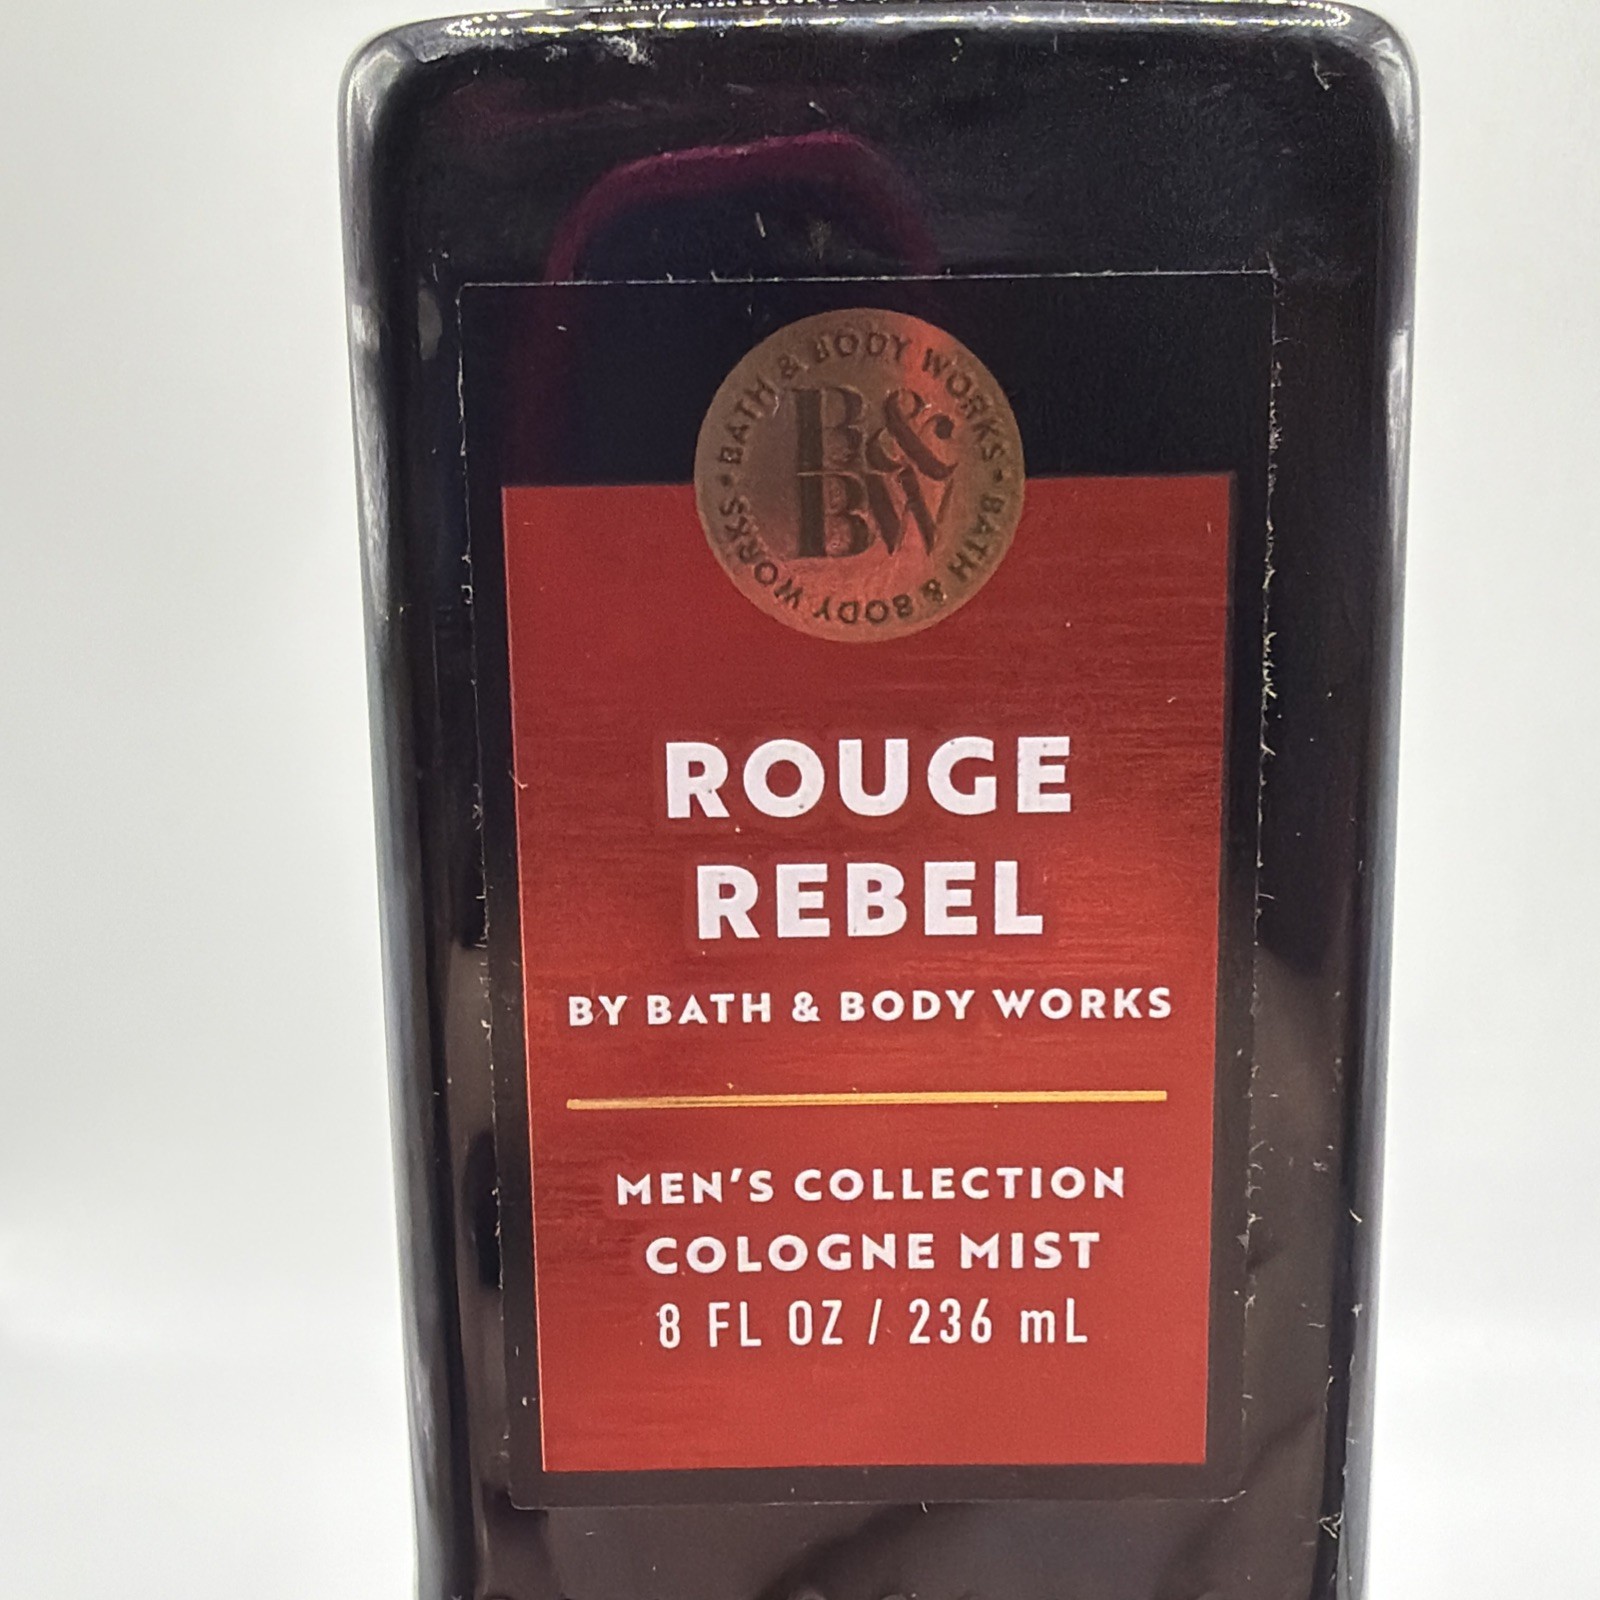 BATH & BODY WORKS • BATH & BODY WORKS •
B&
BW
ROUGE
REBEL
BY BATH & BODY WORKS
MEN'S COLLECTION
COLOGNE MIST
8 FL OZ / 236 mL